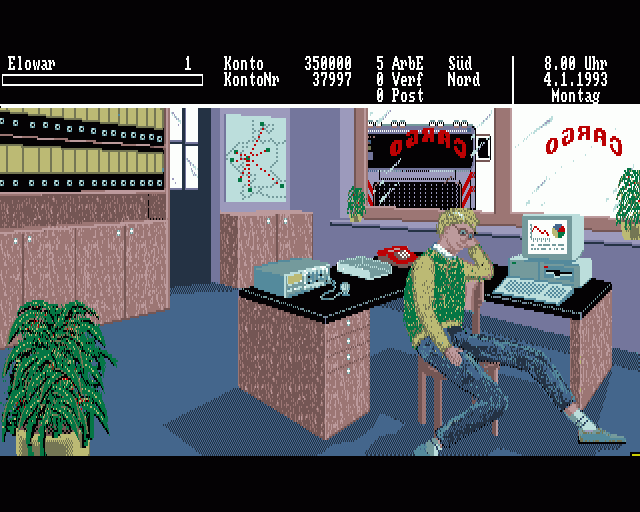 Elowar 1 Konto 350000 5 ArbE Süd 8.00 Uhr
KontoNr 37997 0 Verf Nord 4.1.1993
0 Post Montag
CARGO CARGO